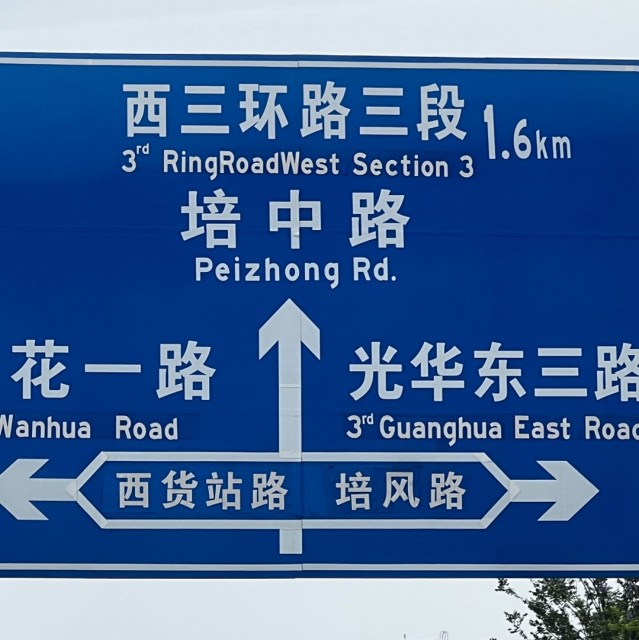 西三环路三段 1.6km
3rd RingRoadWest Section 3
培中路
Peizhong Rd.
花一路
Wanhua Road
光华东三路
3rd Guanghua East Road
西货站路 培风路